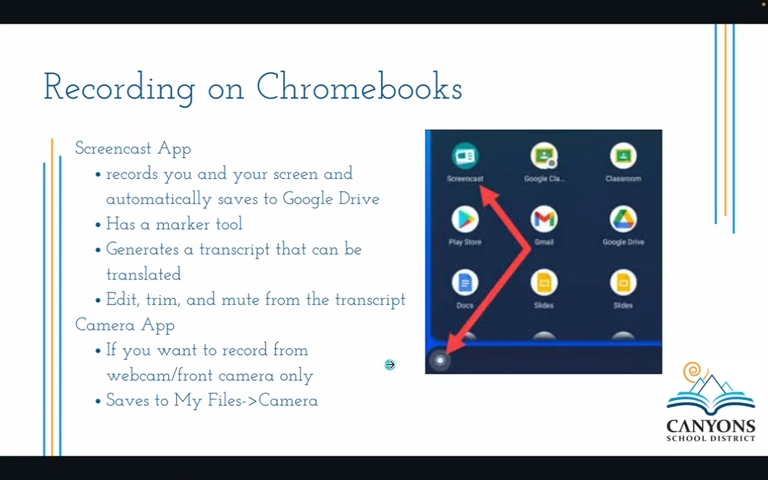 Recording on Chromebooks
Screencast App
records you and your screen and
automatically saves to Google Drive
Has a marker tool
Generates a transcript that can be
translated
Edit, trim, and mute from the transcript
Camera App
If you want to record from
webcam/front camera only
Saves to My Files->Camera
Screencast
Google Cla...
Classroom
Play Store
Gmail
Google Drive
Docs
Slides
Slides
CANYONS
SCHOOL DISTRICT